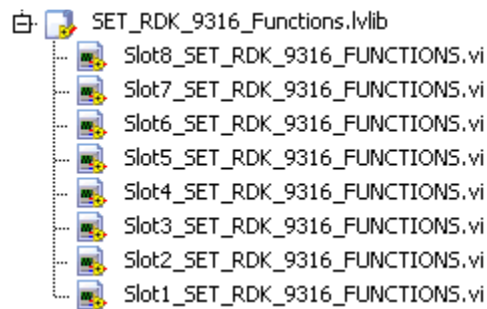 SET_RDK_9316_Functions.lvlib
Slot8_SET_RDK_9316_FUNCTIONS.vi
Slot7_SET_RDK_9316_FUNCTIONS.vi
Slot6_SET_RDK_9316_FUNCTIONS.vi
Slot5_SET_RDK_9316_FUNCTIONS.vi
Slot4_SET_RDK_9316_FUNCTIONS.vi
Slot3_SET_RDK_9316_FUNCTIONS.vi
Slot2_SET_RDK_9316_FUNCTIONS.vi
Slot1_SET_RDK_9316_FUNCTIONS.vi